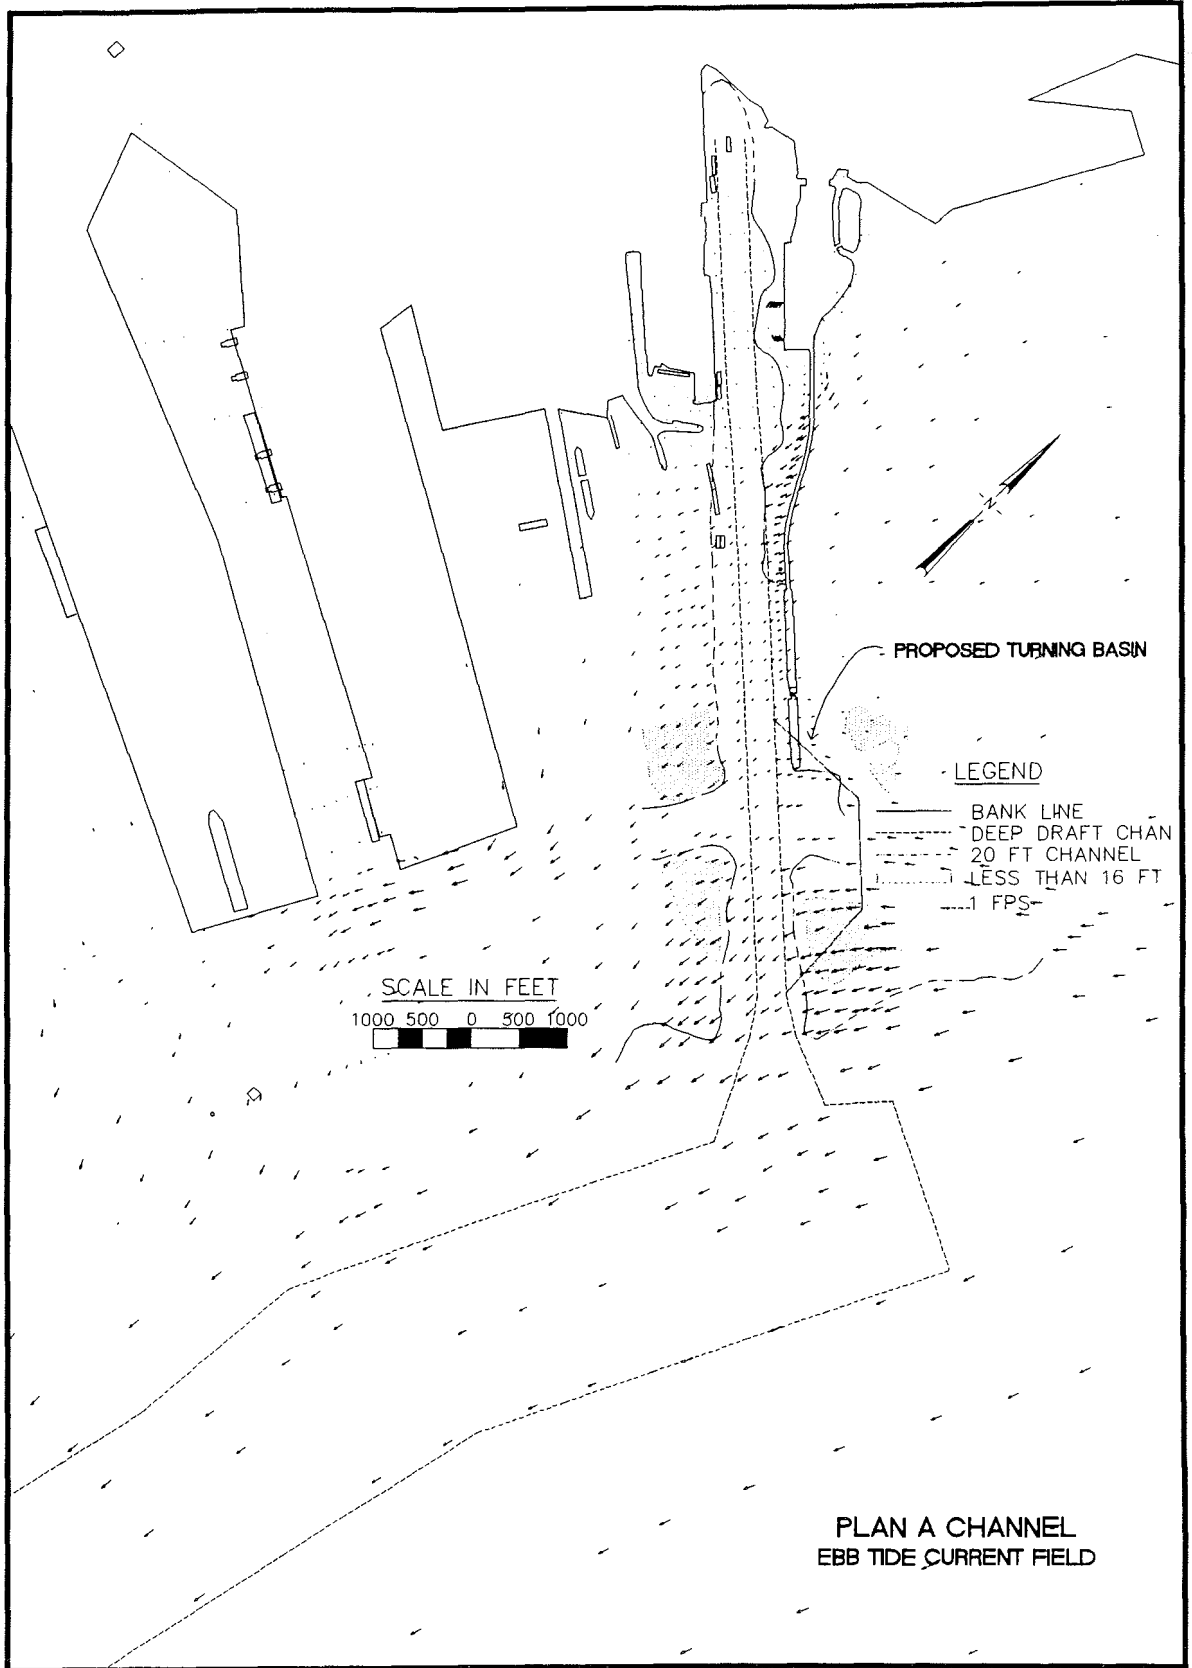 N
PROPOSED TURNING BASIN
LEGEND
BANK LINE
DEEP DRAFT CHAN
20 FT CHANNEL
LESS THAN 16 FT
1 FPS
SCALE IN FEET
1000 500 0 500 1000
PLAN A CHANNEL
EBB TIDE CURRENT FIELD